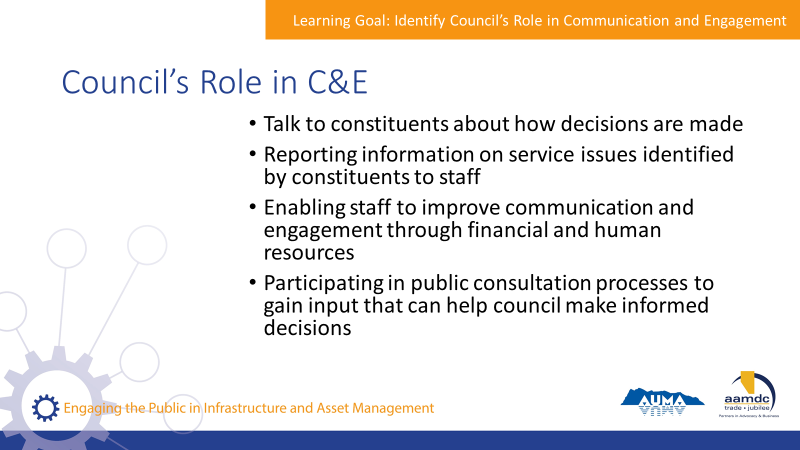 Learning Goal: Identify Council's Role in Communication and Engagement
Council's Role in C&E
• Talk to constituents about how decisions are made
• Reporting information on service issues identified
by constituents to staff
• Enabling staff to improve communication and
engagement through financial and human
resources
• Participating in public consultation processes to
gain input that can help council make informed
decisions
Engaging the Public in Infrastructure and Asset Management
AUMA
aamdc
trade • jubilee
Partners in Advocacy & Business